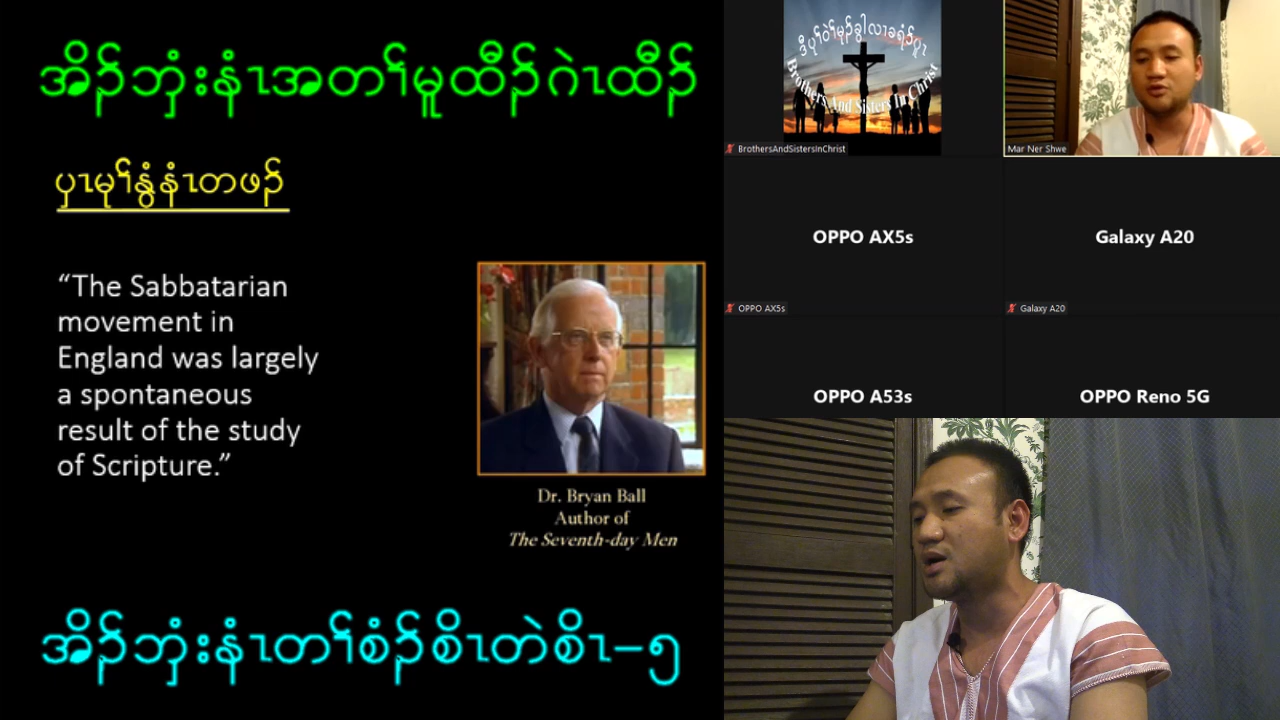 အိၣ်ဘှံးနံၤအတၢ်မူထီၣ်ဂဲၤထီၣ်
ပှၤမုၢ်နွံနံၤတဖၣ်
“The Sabbatarian
movement in
England was largely
a spontaneous
result of the study
of Scripture.”
Dr. Bryan Ball
Author of
The Seventh-day Men
အိၣ်ဘှံးနံၤတၢ်စံၣ်စိၤတဲစိၤ–၅
Brothers And Sisters In Christ
BrothersAndSistersInChrist
Mar Ner Shwe
OPPO AX5s
Galaxy A20
OPPO AX5s
Galaxy A20
OPPO A53s
OPPO Reno 5G